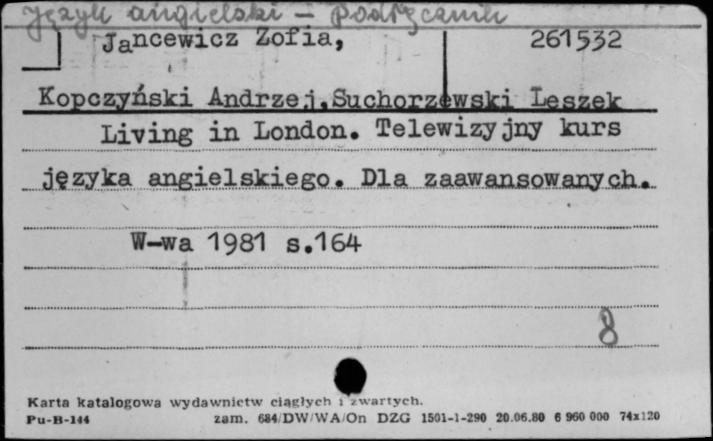 Język angielski - Podręcznik
Jancewicz Zofia, 261532
Kopczyński Andrzej, Suchorzewski Leszek
Living in London. Telewizyjny kurs
języka angielskiego. Dla zaawansowanych.
W-wa 1981 s.164
8
Karta katalogowa wydawnictw ciągłych i zwartych.
Pu-B-144 zam. 684/DW/WA/On DZG 1501-1-290 20.06.80 6 960 000 74x120